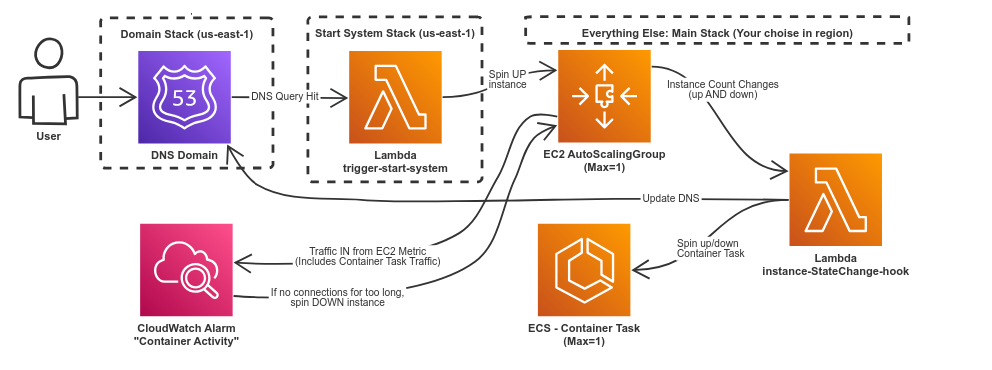 Domain Stack (us-east-1)
Start System Stack (us-east-1)
Everything Else: Main Stack (Your choise in region)
53
User
DNS Query Hit
Spin UP
instance
Instance Count Changes
(up AND down)
DNS Domain
Lambda
trigger-start-system
EC2 AutoScalingGroup
(Max=1)
Update DNS
Traffic IN from EC2 Metric
(Includes Container Task Traffic)
Spin up/down
Container Task
Lambda
instance-StateChange-hook
If no connections for too long,
spin DOWN instance
CloudWatch Alarm
"Container Activity"
ECS - Container Task
(Max=1)